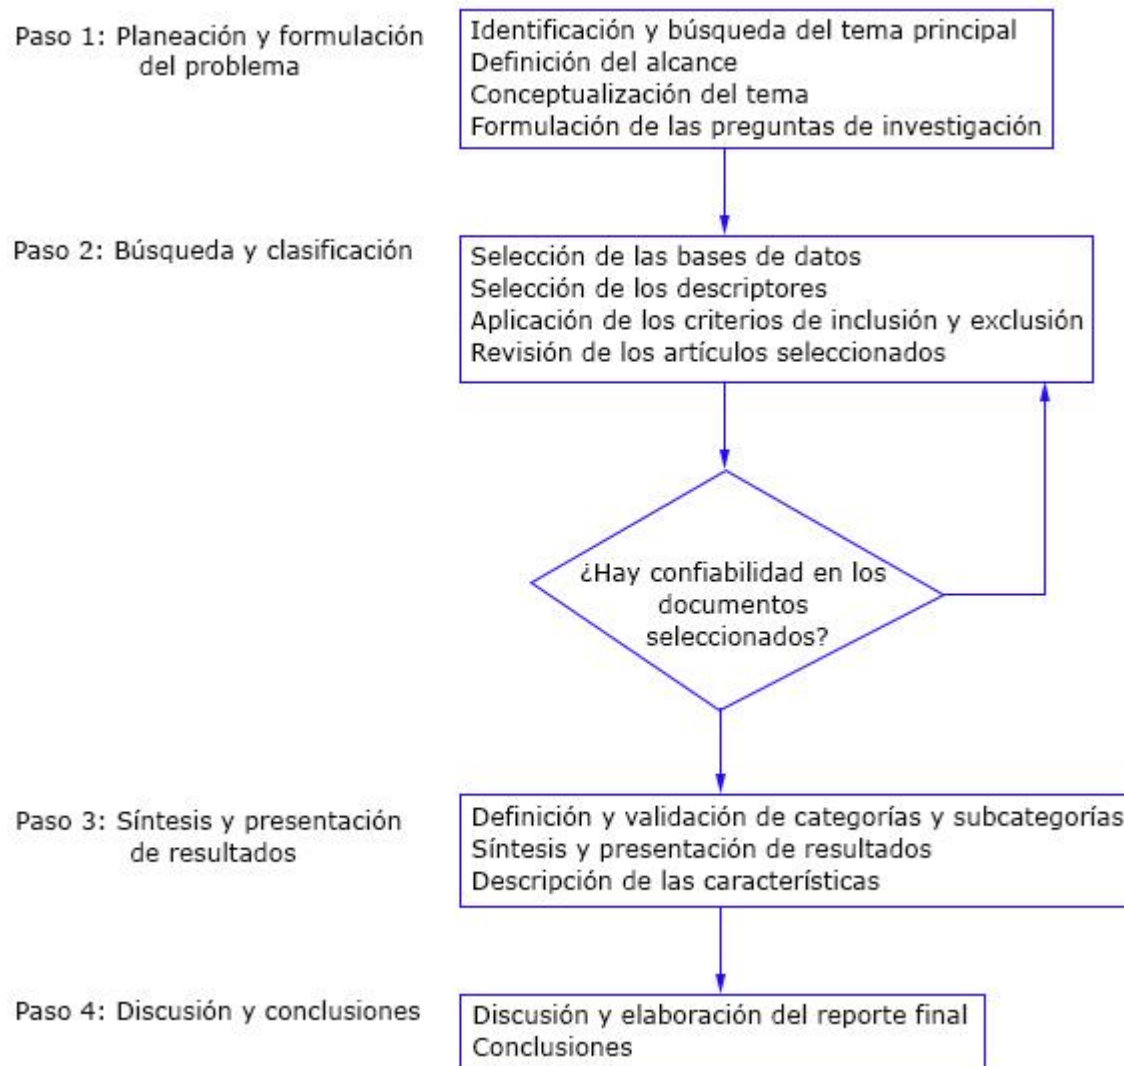 Paso 1: Planeación y formulación
del problema
Identificación y búsqueda del tema principal
Definición del alcance
Conceptualización del tema
Formulación de las preguntas de investigación
Paso 2: Búsqueda y clasificación
Selección de las bases de datos
Selección de los descriptores
Aplicación de los criterios de inclusión y exclusión
Revisión de los artículos seleccionados
¿Hay confiabilidad en los
documentos
seleccionados?
Paso 3: Síntesis y presentación
de resultados
Definición y validación de categorías y subcategorías
Síntesis y presentación de resultados
Descripción de las características
Paso 4: Discusión y conclusiones
Discusión y elaboración del reporte final
Conclusiones